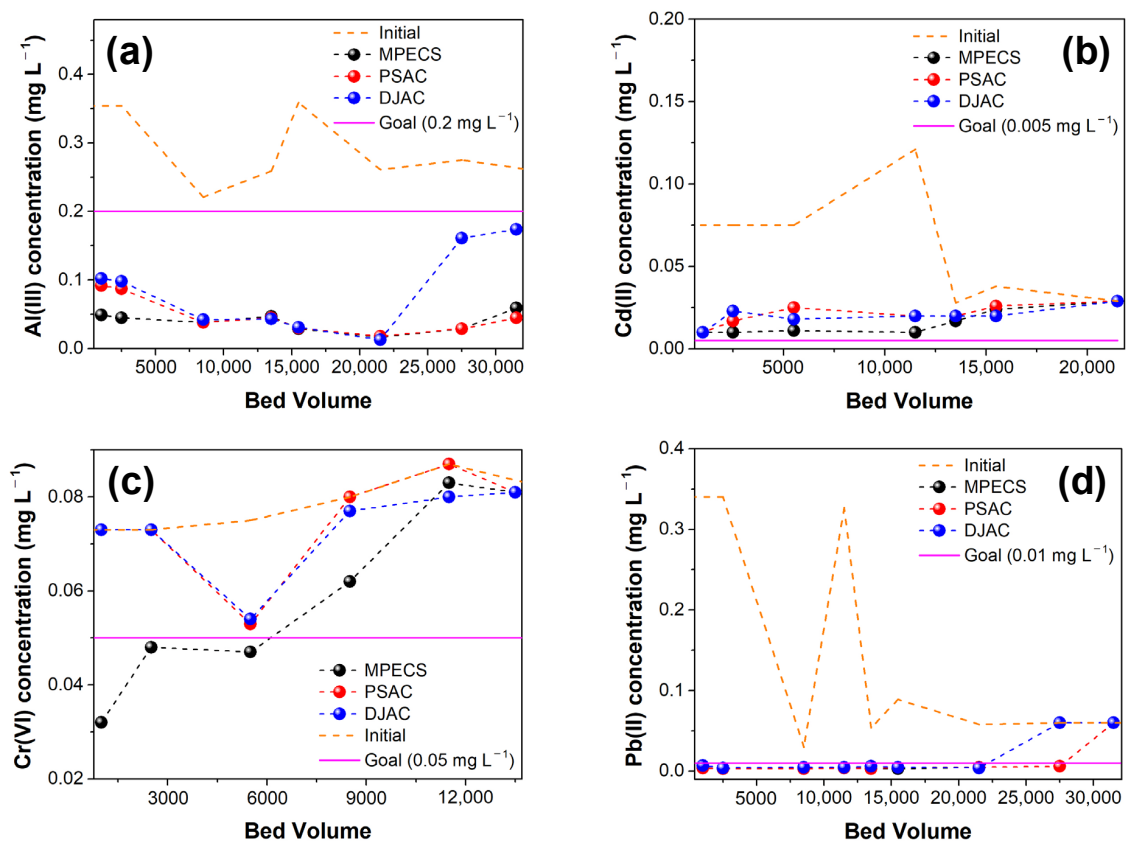 (a)
Initial
MPECS
PSAC
DJAC
Goal (0.2 mg L⁻¹)
Al(III) concentration (mg L⁻¹)
0.4
0.3
0.2
0.1
0.0
5000 10,000 15,000 20,000 25,000 30,000
Bed Volume
(b)
Initial
MPECS
PSAC
DJAC
Goal (0.005 mg L⁻¹)
Cd(II) concentration (mg L⁻¹)
0.20
0.15
0.10
0.05
0.00
5000 10,000 15,000 20,000
Bed Volume
(c)
Cr(VI) concentration (mg L⁻¹)
0.08
0.06
0.04
0.02
MPECS
PSAC
DJAC
Initial
Goal (0.05 mg L⁻¹)
3000 6000 9000 12,000
Bed Volume
(d)
Initial
MPECS
PSAC
DJAC
Goal (0.01 mg L⁻¹)
Pb(II) concentration (mg L⁻¹)
0.4
0.3
0.2
0.1
0.0
5000 10,000 15,000 20,000 25,000 30,000
Bed Volume